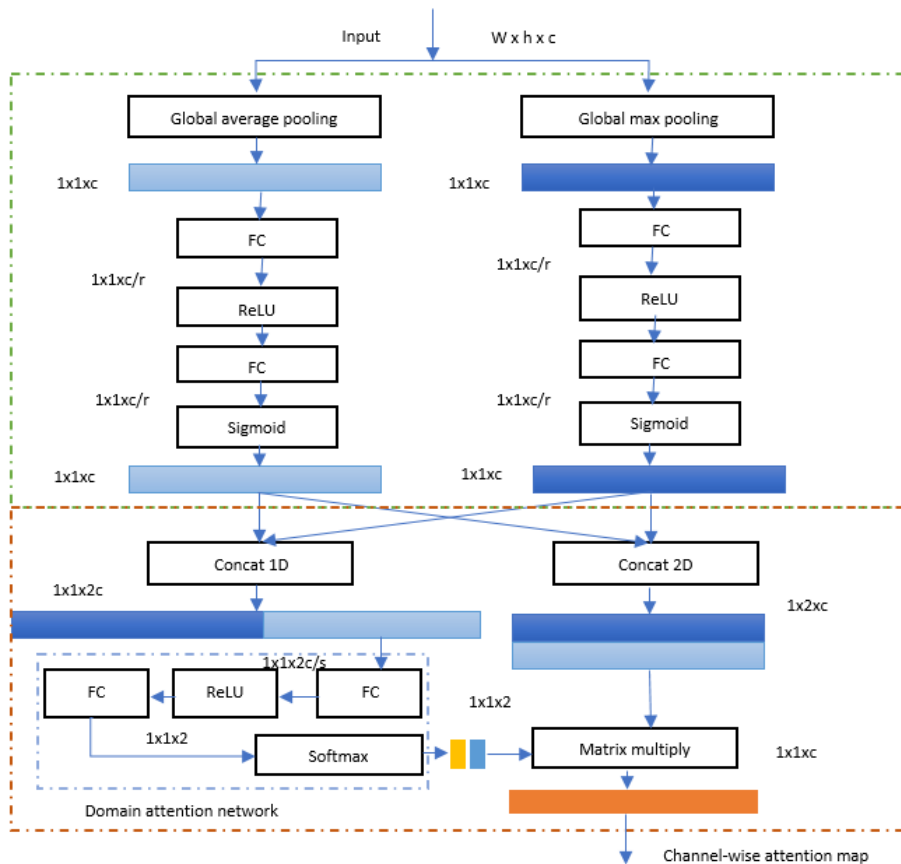 Input
W x h x c
Global average pooling
Global max pooling
1x1xc
1x1xc
FC
FC
1x1xc/r
1x1xc/r
ReLU
ReLU
FC
FC
1x1xc/r
1x1xc/r
Sigmoid
Sigmoid
1x1xc
1x1xc
Concat 1D
Concat 2D
1x1x2c
1x2xc
1x1x2c/s
FC
ReLU
FC
1x1x2
1x1x2
Softmax
Matrix multiply
1x1xc
Domain attention network
Channel-wise attention map